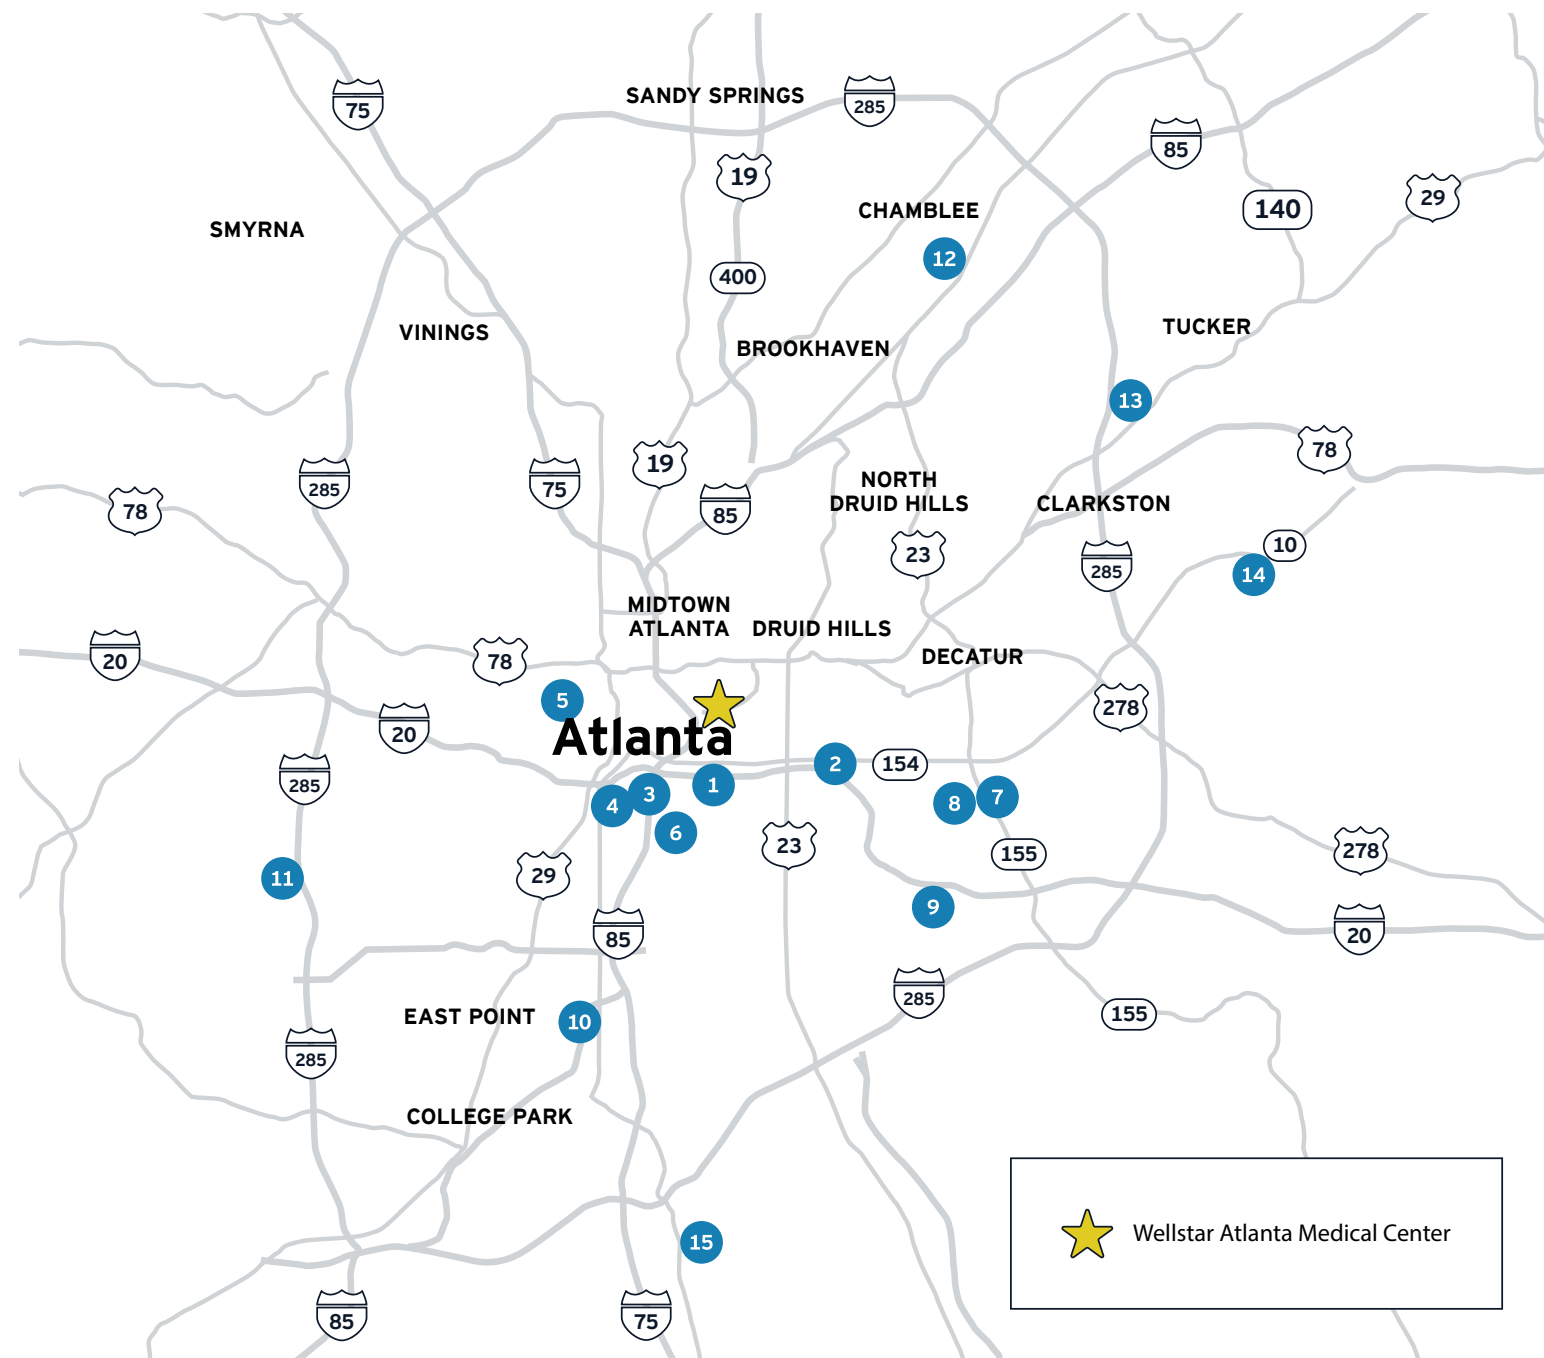 SANDY SPRINGS
75
285
85
19
29
140
CHAMBLEE
SMYRNA
12
400
TUCKER
VININGS
BROOKHAVEN
13
78
19
285
75
NORTH
DRUID HILLS
CLARKSTON
85
78
10
23
285
14
MIDTOWN
ATLANTA
DRUID HILLS
DECATUR
20
78
5
278
20
Atlanta
2
154
285
1
3
4
8
7
6
23
155
278
29
11
9
85
20
285
EAST POINT
10
155
285
COLLEGE PARK
15
Wellstar Atlanta Medical Center
85
75